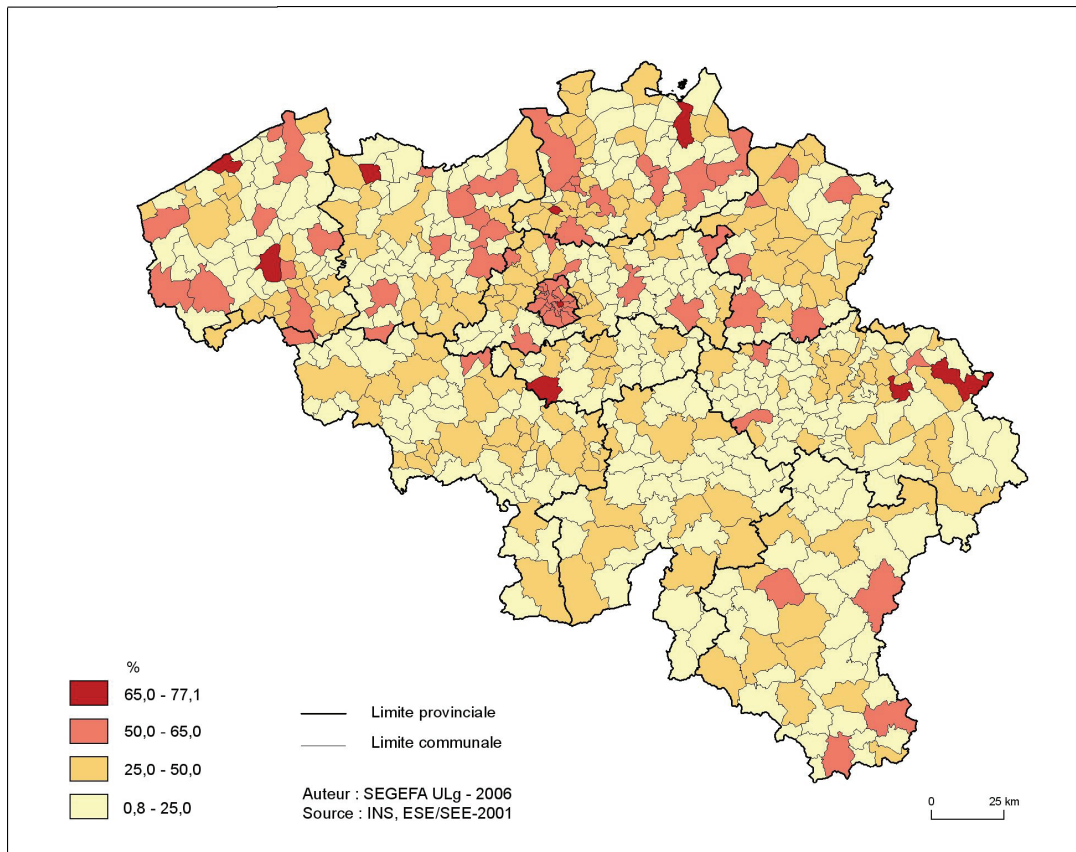 %
65,0 - 77,1
50,0 - 65,0
25,0 - 50,0
0,8 - 25,0
Limite provinciale
Limite communale
Auteur : SEGEFA ULg - 2006
Source : INS, ESE/SEE-2001
0 25 km